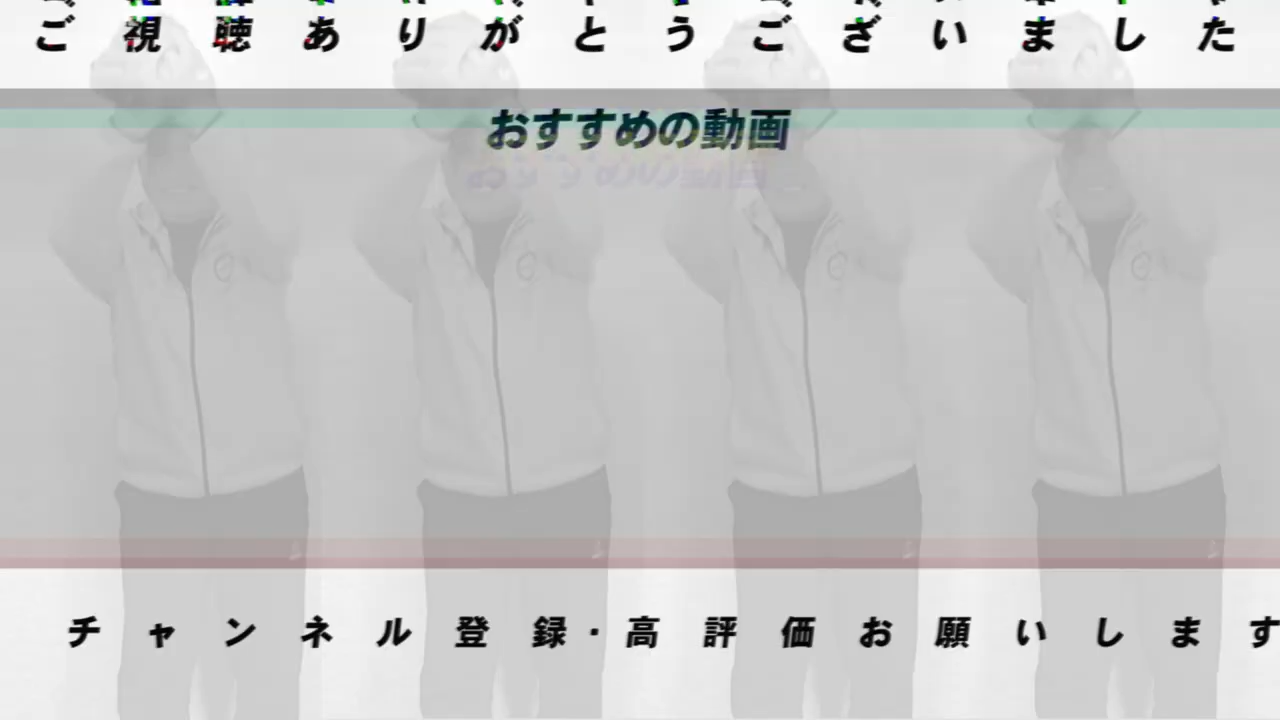 ご視聴ありがとうございました
おすすめの動画
チャンネル登録・高評価お願いします